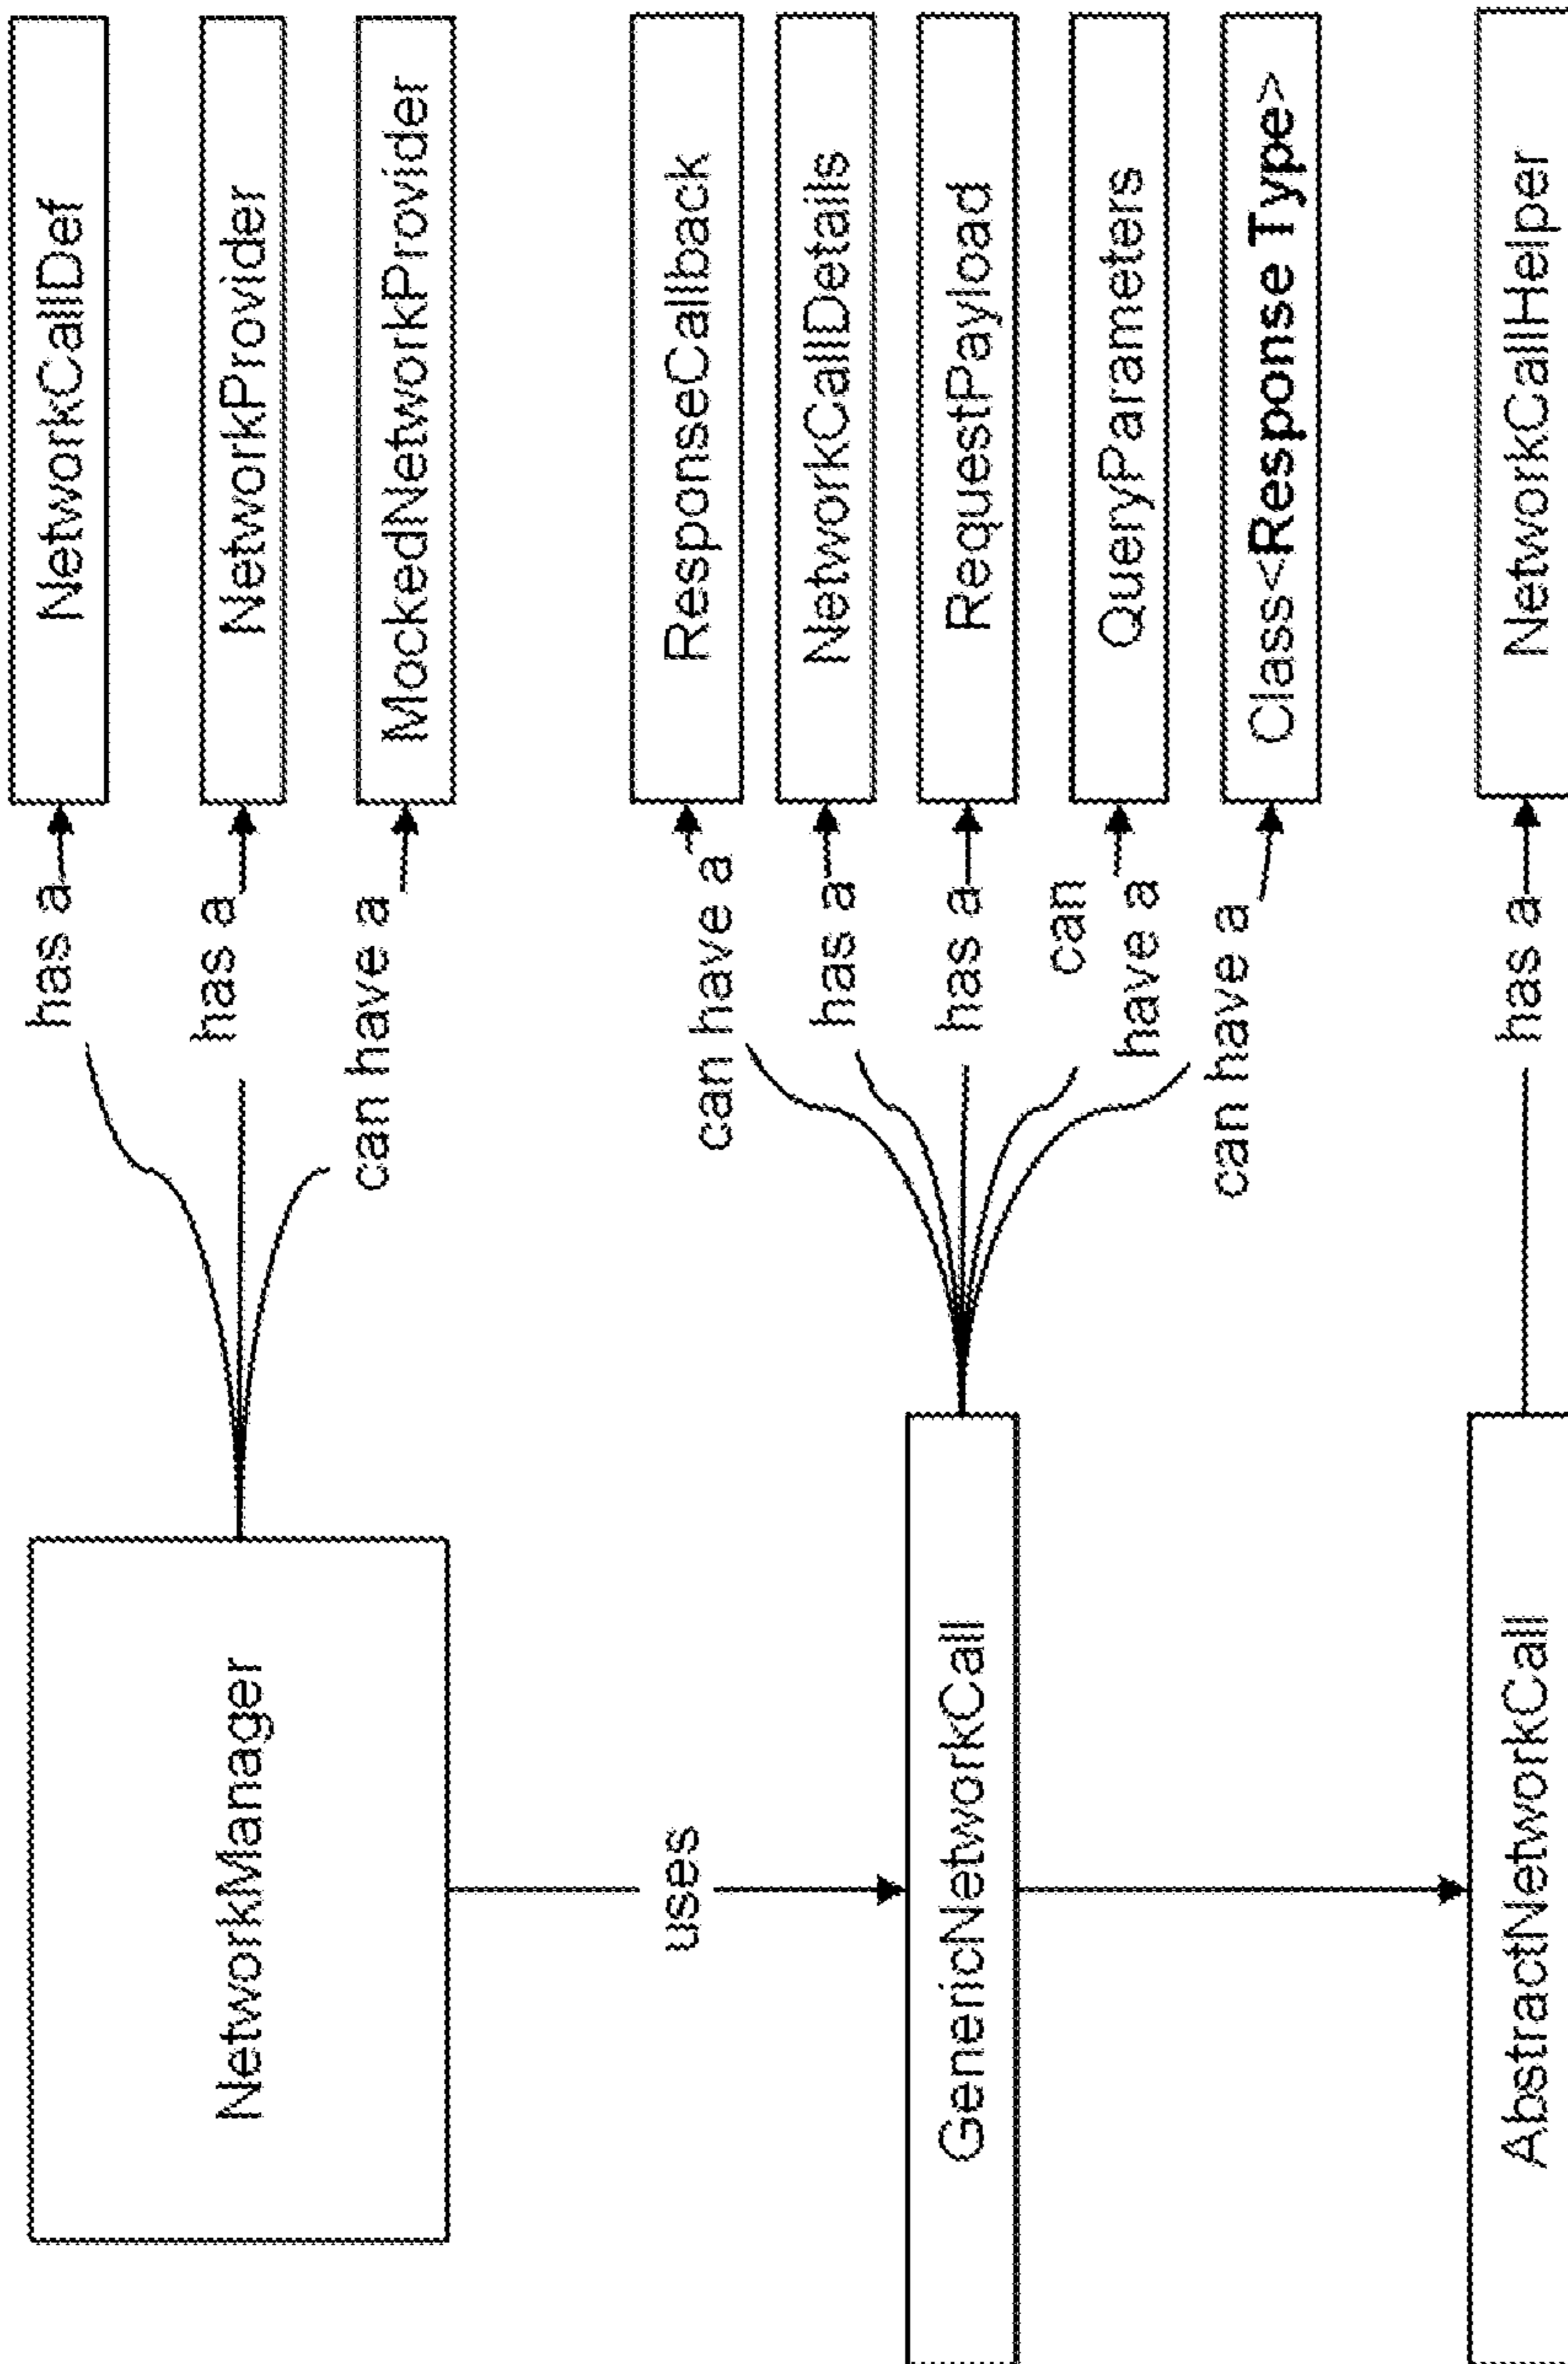 NetworkManager
has a
NetworkCallDef
has a
NetworkProvider
can have a
MockedNetworkProvider
uses
GenericNetworkCall
can have a
ResponseCallback
has a
NetworkCallDetails
has a
RequestPayload
can
have a
QueryParameters
can have a
Class<Response Type>
AbstractNetworkCall
has a
NetworkCallHelper